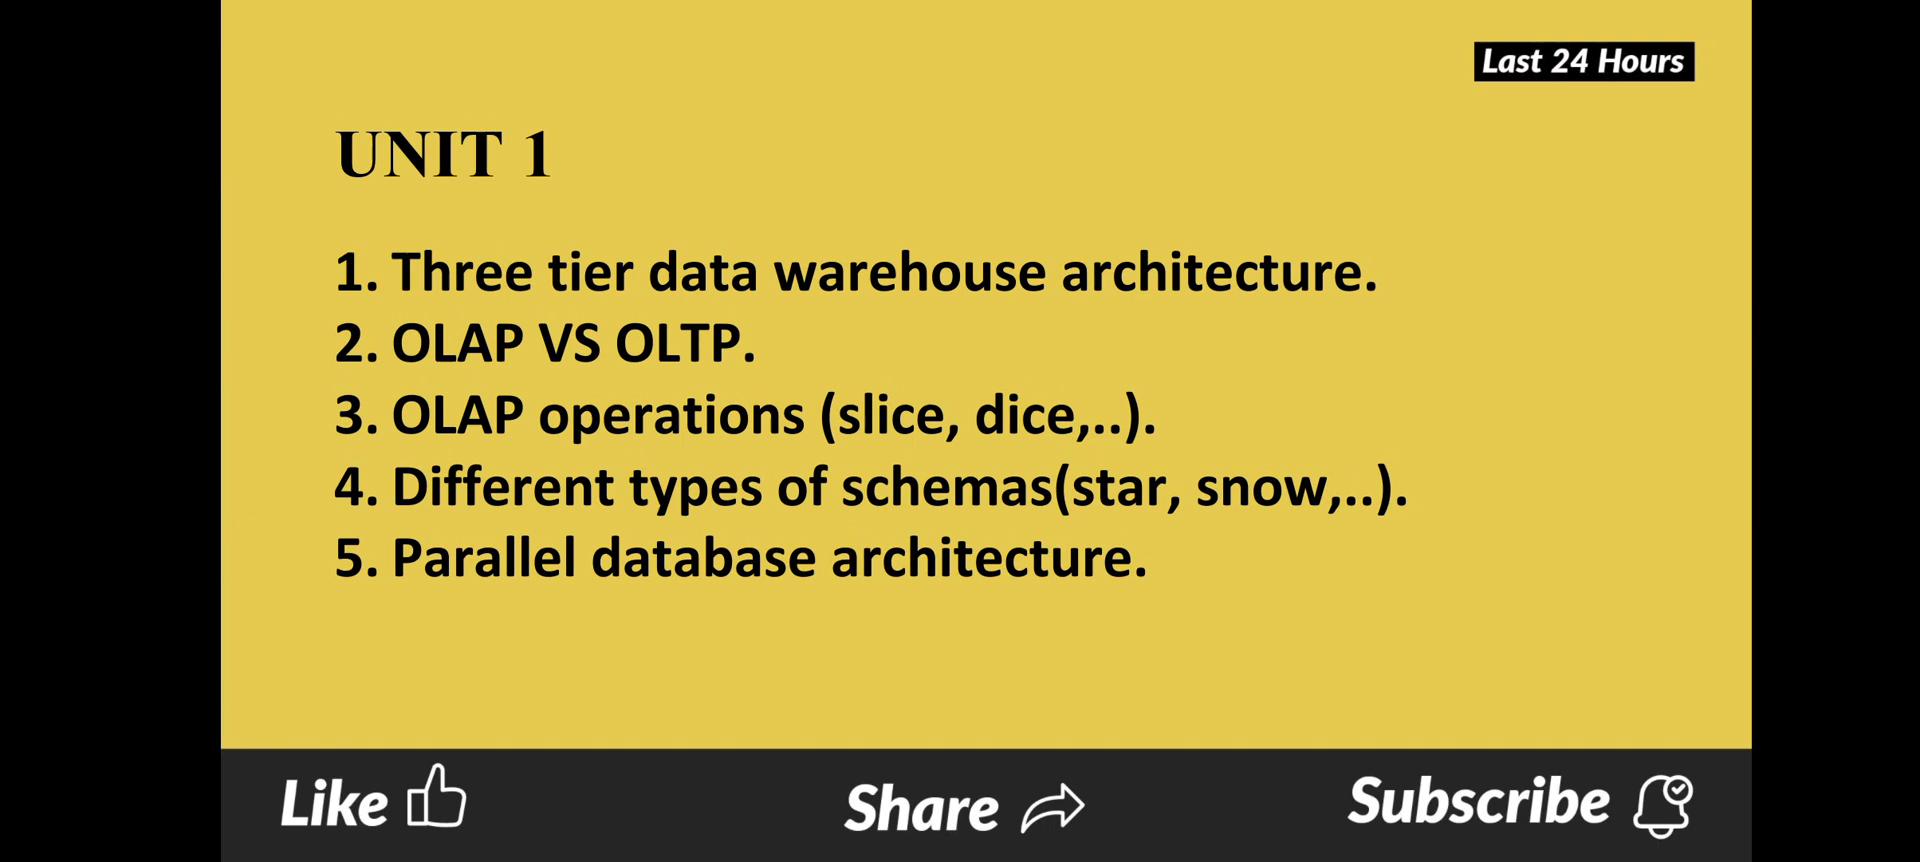 Last 24 Hours
UNIT 1
1. Three tier data warehouse architecture.
2. OLAP VS OLTP.
3. OLAP operations (slice, dice,..).
4. Different types of schemas(star, snow,..).
5. Parallel database architecture.
Like
Share
Subscribe